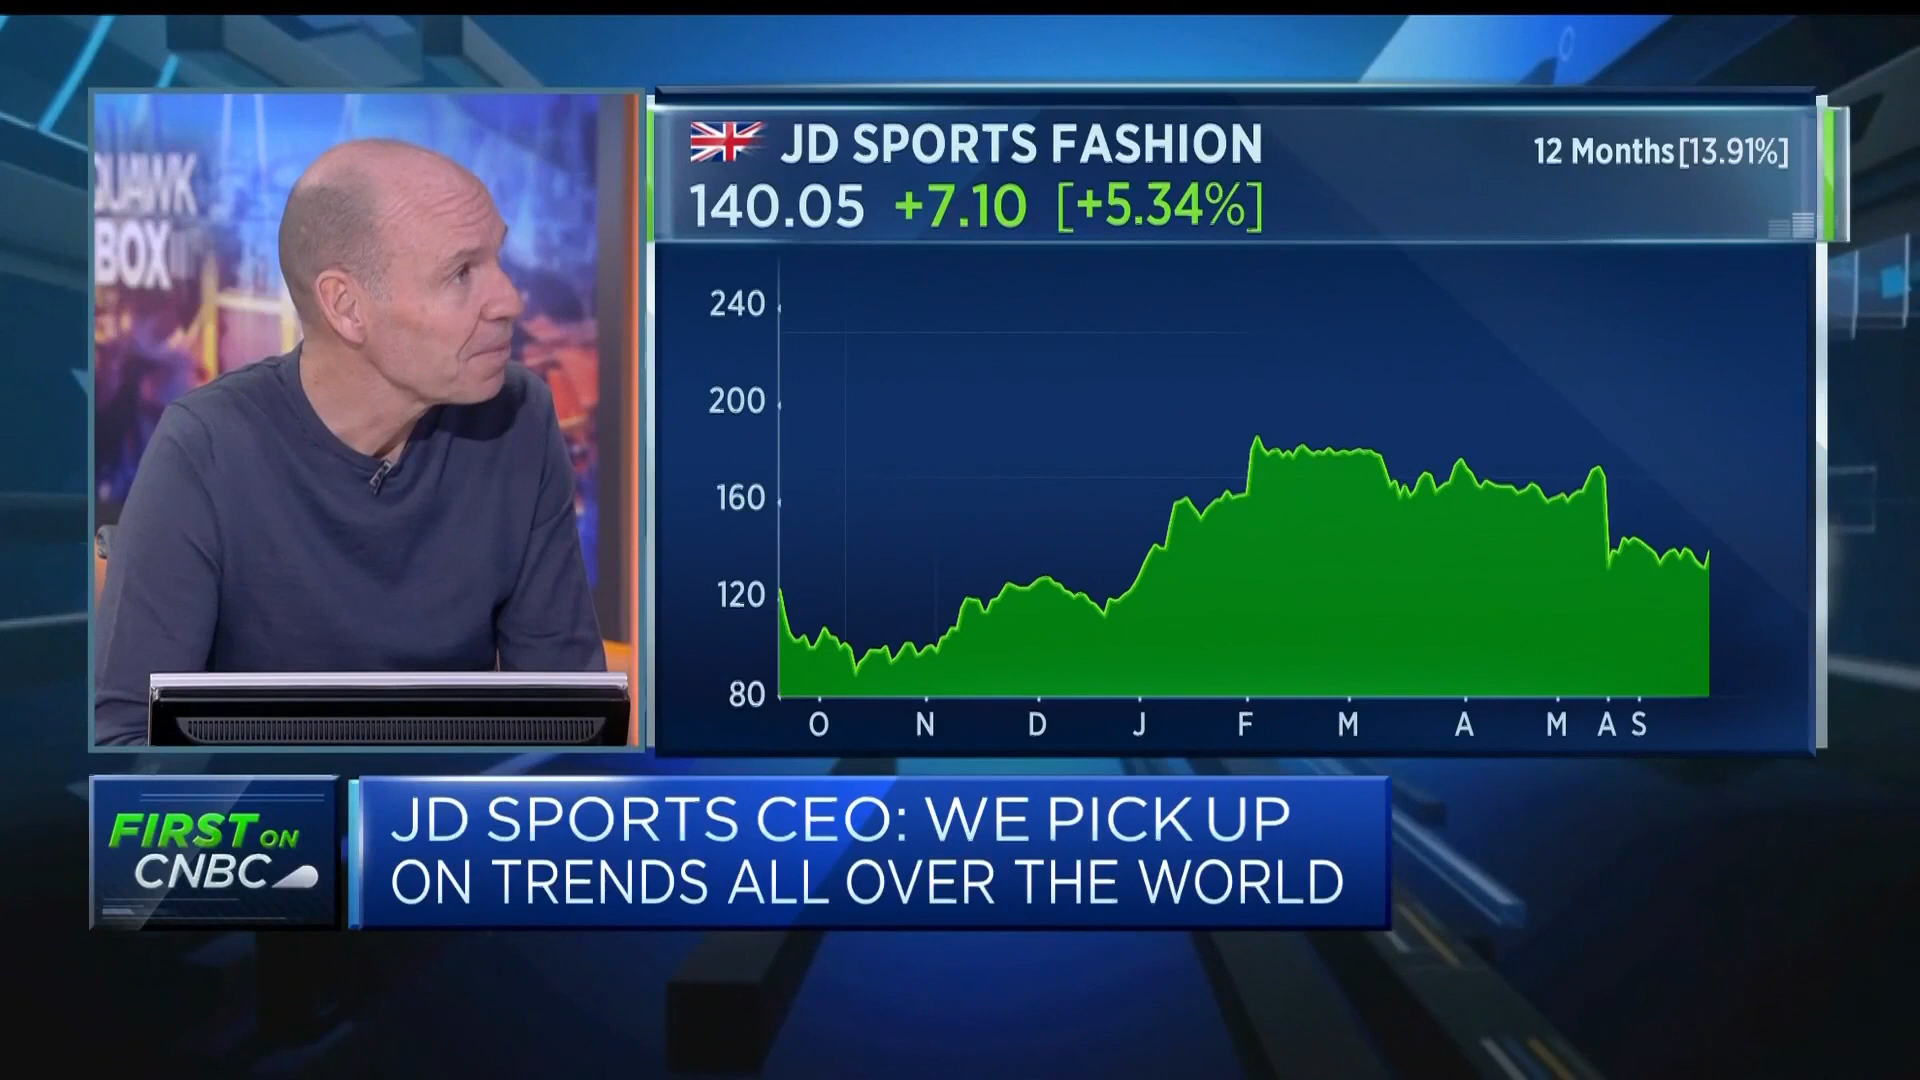 QUAWK
BOX
JD SPORTS FASHION
12 Months [13.91%]
140.05 +7.10 [+5.34%]
240
200
160
120
80
O N D J F M A M A S
FIRST ON
CNBC
JD SPORTS CEO: WE PICK UP
ON TRENDS ALL OVER THE WORLD